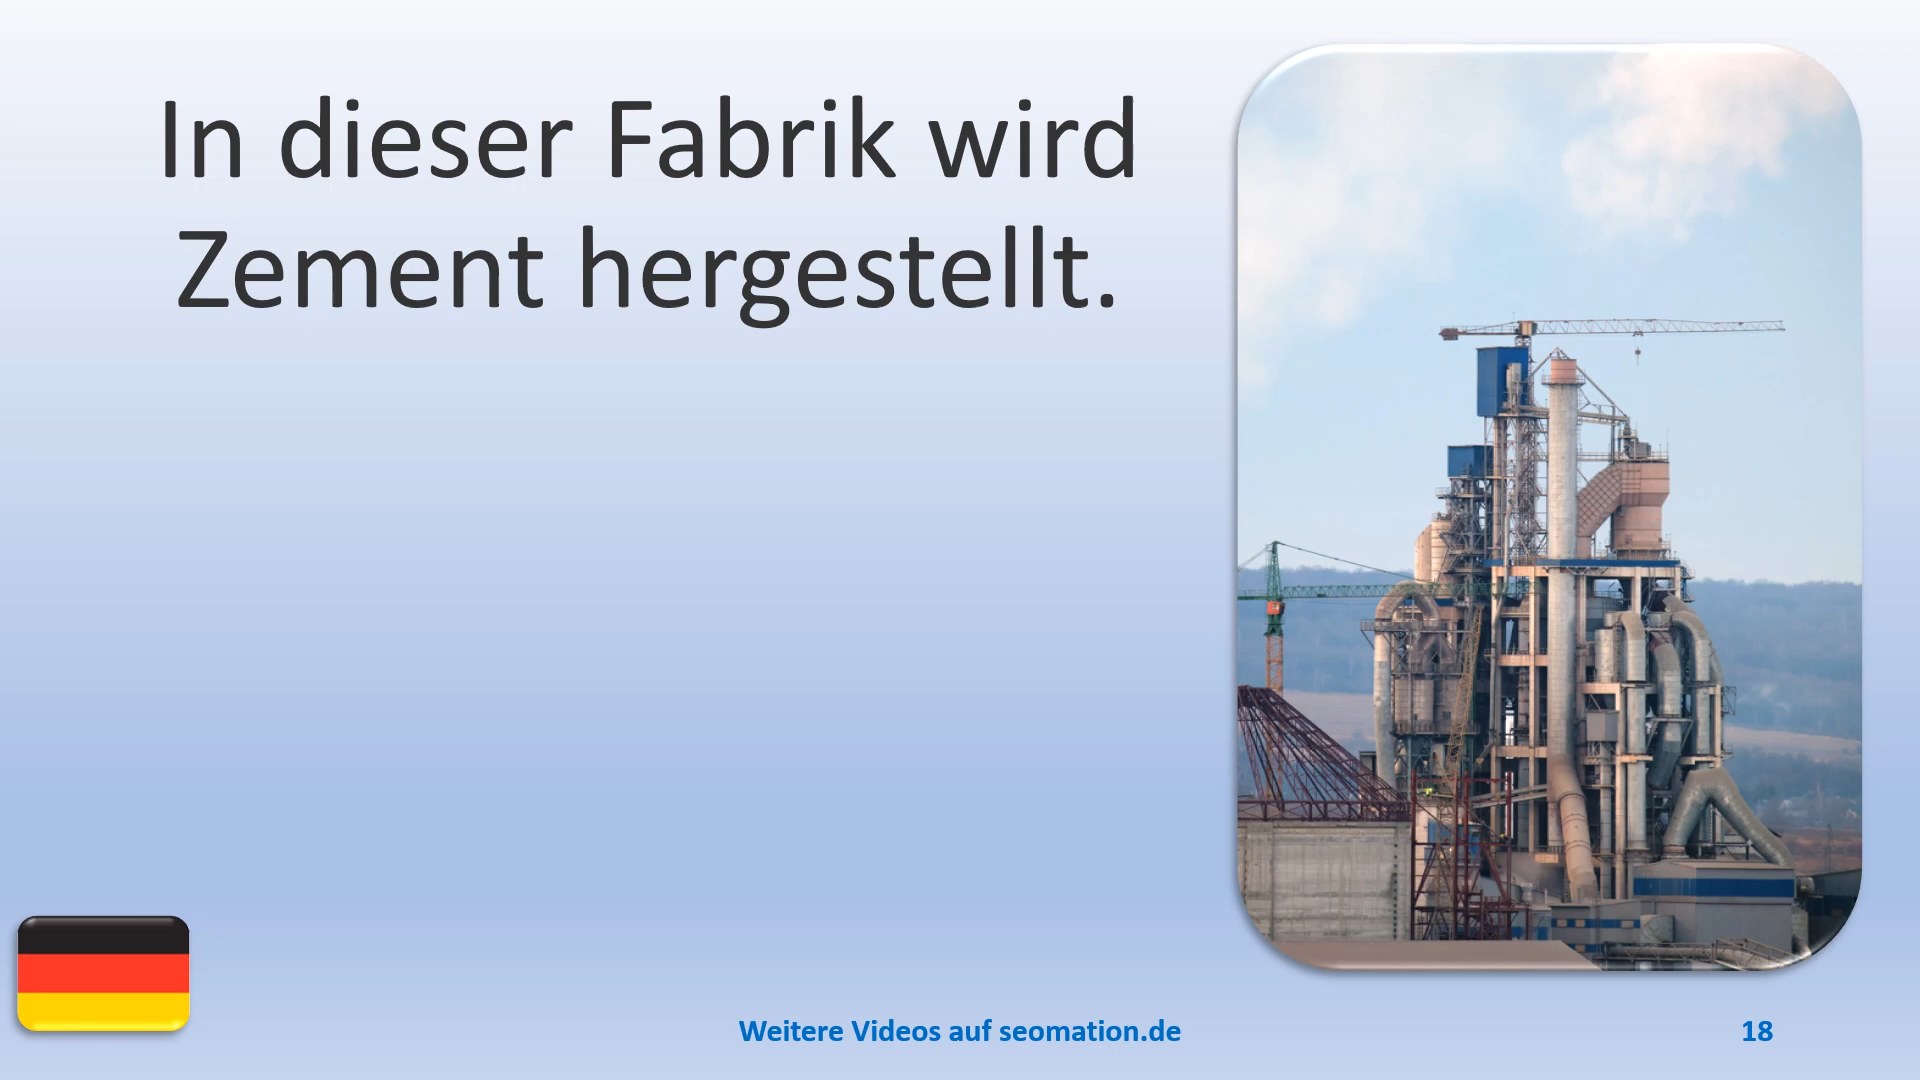 In dieser Fabrik wird
Zement hergestellt.
Weitere Videos auf seomation.de
18